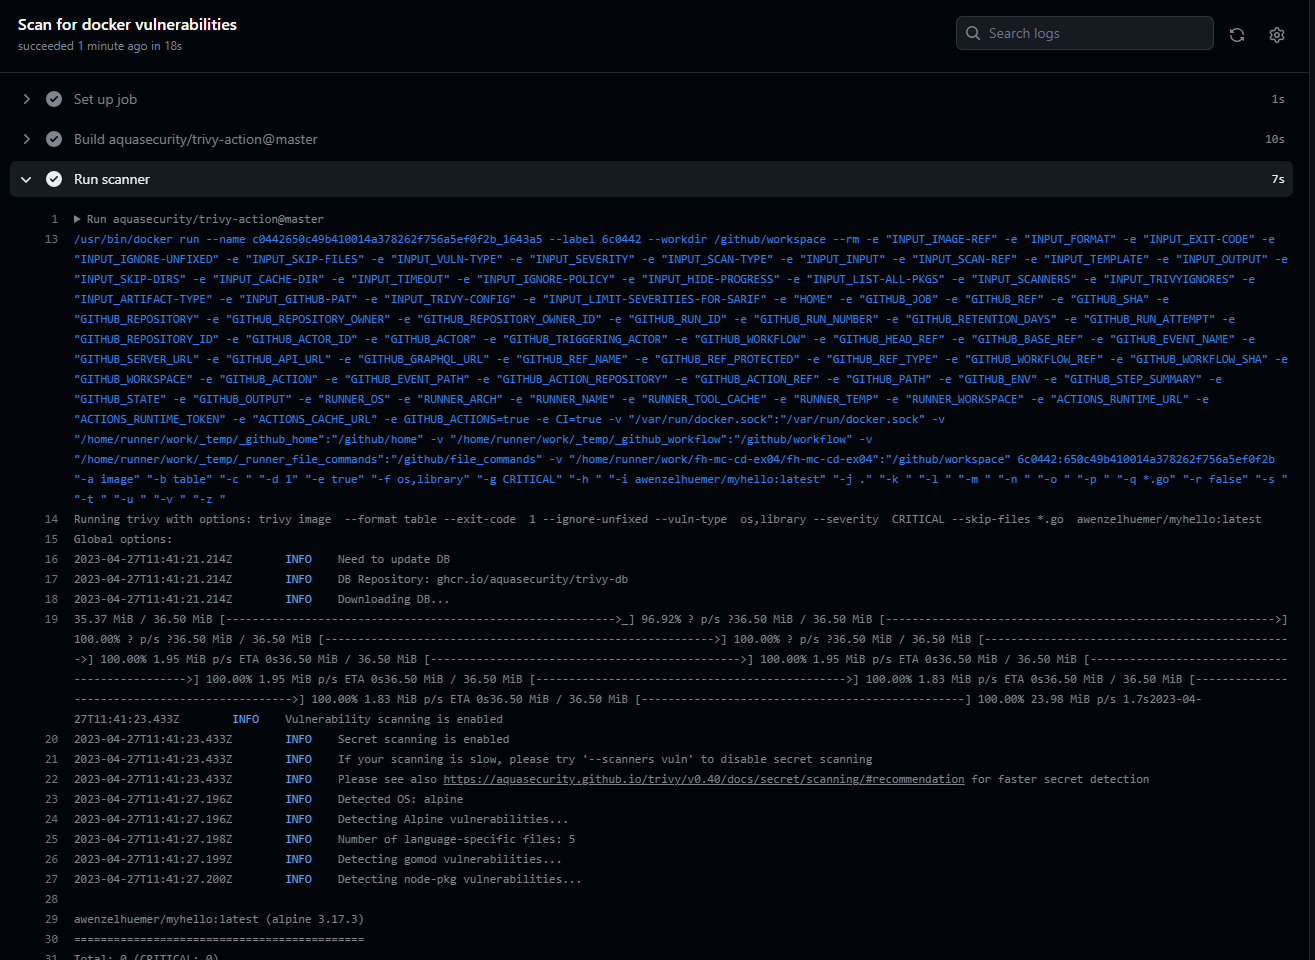 Scan for docker vulnerabilities
succeeded 1 minute ago in 18s
Search logs
Set up job 1s
Build aquasecurity/trivy-action@master 10s
Run scanner 7s
1 Run aquasecurity/trivy-action@master
13 /usr/bin/docker run --name c0442650c49b410014a378262f756a5ef0f2b_1643a5 --label 6c0442 --workdir /github/workspace --rm -e "INPUT_IMAGE-REF" -e "INPUT_FORMAT" -e "INPUT_EXIT-CODE" -e
"INPUT_IGNORE-UNFIXED" -e "INPUT_SKIP-FILES" -e "INPUT_VULN-TYPE" -e "INPUT_SEVERITY" -e "INPUT_SCAN-TYPE" -e "INPUT_INPUT" -e "INPUT_SCAN-REF" -e "INPUT_TEMPLATE" -e "INPUT_OUTPUT" -e
"INPUT_SKIP-DIRS" -e "INPUT_CACHE-DIR" -e "INPUT_TIMEOUT" -e "INPUT_IGNORE-POLICY" -e "INPUT_HIDE-PROGRESS" -e "INPUT_LIST-ALL-PKGS" -e "INPUT_SCANNERS" -e "INPUT_TRIVYIGNORES" -e
"INPUT_ARTIFACT-TYPE" -e "INPUT_GITHUB-PAT" -e "INPUT_TRIVY-CONFIG" -e "INPUT_LIMIT-SEVERITIES-FOR-SARIF" -e "HOME" -e "GITHUB_JOB" -e "GITHUB_REF" -e "GITHUB_SHA" -e
"GITHUB_REPOSITORY" -e "GITHUB_REPOSITORY_OWNER" -e "GITHUB_REPOSITORY_OWNER_ID" -e "GITHUB_RUN_ID" -e "GITHUB_RUN_NUMBER" -e "GITHUB_RETENTION_DAYS" -e "GITHUB_RUN_ATTEMPT" -e
"GITHUB_REPOSITORY_ID" -e "GITHUB_ACTOR_ID" -e "GITHUB_ACTOR" -e "GITHUB_TRIGGERING_ACTOR" -e "GITHUB_WORKFLOW" -e "GITHUB_HEAD_REF" -e "GITHUB_BASE_REF" -e "GITHUB_EVENT_NAME" -e
"GITHUB_SERVER_URL" -e "GITHUB_API_URL" -e "GITHUB_GRAPHQL_URL" -e "GITHUB_REF_NAME" -e "GITHUB_REF_PROTECTED" -e "GITHUB_REF_TYPE" -e "GITHUB_WORKFLOW_REF" -e "GITHUB_WORKFLOW_SHA" -e
"GITHUB_WORKSPACE" -e "GITHUB_ACTION" -e "GITHUB_EVENT_PATH" -e "GITHUB_ACTION_REPOSITORY" -e "GITHUB_ACTION_REF" -e "GITHUB_PATH" -e "GITHUB_ENV" -e "GITHUB_STEP_SUMMARY" -e
"GITHUB_STATE" -e "GITHUB_OUTPUT" -e "RUNNER_OS" -e "RUNNER_ARCH" -e "RUNNER_NAME" -e "RUNNER_TOOL_CACHE" -e "RUNNER_TEMP" -e "RUNNER_WORKSPACE" -e "ACTIONS_RUNTIME_URL" -e
"ACTIONS_RUNTIME_TOKEN" -e "ACTIONS_CACHE_URL" -e GITHUB_ACTIONS=true -e CI=true -v "/var/run/docker.sock":"/var/run/docker.sock" -v
"/home/runner/work/_temp/_github_home":"/github/home" -v "/home/runner/work/_temp/_github_workflow":"/github/workflow" -v
"/home/runner/work/_temp/_runner_file_commands":"/github/file_commands" -v "/home/runner/work/fh-mc-cd-ex04/fh-mc-cd-ex04":"/github/workspace" 6c0442:650c49b410014a378262f756a5ef0f2b
"-a image" "-b table" "-c " "-d 1" "-e true" "-f os,library" "-g CRITICAL" "-h " "-i awenzelhuemer/myhello:latest" "-j ." "-k " "-l " "-m " "-n " "-o " "-p " "-q *.go" "-r false" "-s "
"-t " "-u " "-v " "-z "
14 Running trivy with options: trivy image  --format table --exit-code  1 --ignore-unfixed --vuln-type  os,library --severity  CRITICAL --skip-files *.go  awenzelhuemer/myhello:latest
15 Global options:
16 2023-04-27T11:41:21.214Z INFO Need to update DB
17 2023-04-27T11:41:21.214Z INFO DB Repository: ghcr.io/aquasecurity/trivy-db
18 2023-04-27T11:41:21.214Z INFO Downloading DB...
19 35.37 MiB / 36.50 MiB [----------------------------------------------------------->_] 96.92% ? p/s ?36.50 MiB / 36.50 MiB [----------------------------------------------------------->]
100.00% ? p/s ?36.50 MiB / 36.50 MiB [----------------------------------------------------------->] 100.00% ? p/s ?36.50 MiB / 36.50 MiB [----------------------------------------------
->] 100.00% 1.95 MiB p/s ETA 0s36.50 MiB / 36.50 MiB [----------------------------------------------->] 100.00% 1.95 MiB p/s ETA 0s36.50 MiB / 36.50 MiB [------------------------------
----------------->] 100.00% 1.95 MiB p/s ETA 0s36.50 MiB / 36.50 MiB [----------------------------------------------->] 100.00% 1.83 MiB p/s ETA 0s36.50 MiB / 36.50 MiB [--------------
--------------------------------->] 100.00% 1.83 MiB p/s ETA 0s36.50 MiB / 36.50 MiB [-------------------------------------------------] 100.00% 23.98 MiB p/s 1.7s2023-04-
27T11:41:23.433Z INFO Vulnerability scanning is enabled
20 2023-04-27T11:41:23.433Z INFO Secret scanning is enabled
21 2023-04-27T11:41:23.433Z INFO If your scanning is slow, please try '--scanners vuln' to disable secret scanning
22 2023-04-27T11:41:23.433Z INFO Please see also https://aquasecurity.github.io/trivy/v0.40/docs/secret/scanning/#recommendation for faster secret detection
23 2023-04-27T11:41:27.196Z INFO Detected OS: alpine
24 2023-04-27T11:41:27.196Z INFO Detecting Alpine vulnerabilities...
25 2023-04-27T11:41:27.198Z INFO Number of language-specific files: 5
26 2023-04-27T11:41:27.199Z INFO Detecting gomod vulnerabilities...
27 2023-04-27T11:41:27.200Z INFO Detecting node-pkg vulnerabilities...
28
29 awenzelhuemer/myhello:latest (alpine 3.17.3)
30 ============================================
31 Total: 0 (CRITICAL: 0)